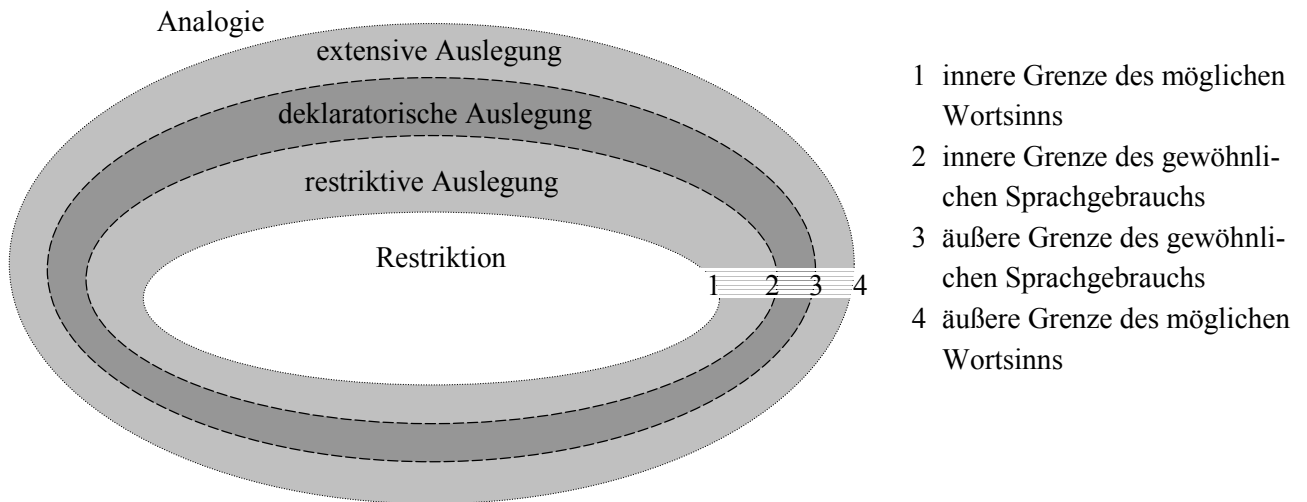 Analogie
extensive Auslegung
deklaratorische Auslegung
restriktive Auslegung
Restriktion
1 2 3 4
1 innere Grenze des möglichen
Wortsinns
2 innere Grenze des gewöhnli-
chen Sprachgebrauchs
3 äußere Grenze des gewöhnli-
chen Sprachgebrauchs
4 äußere Grenze des möglichen
Wortsinns